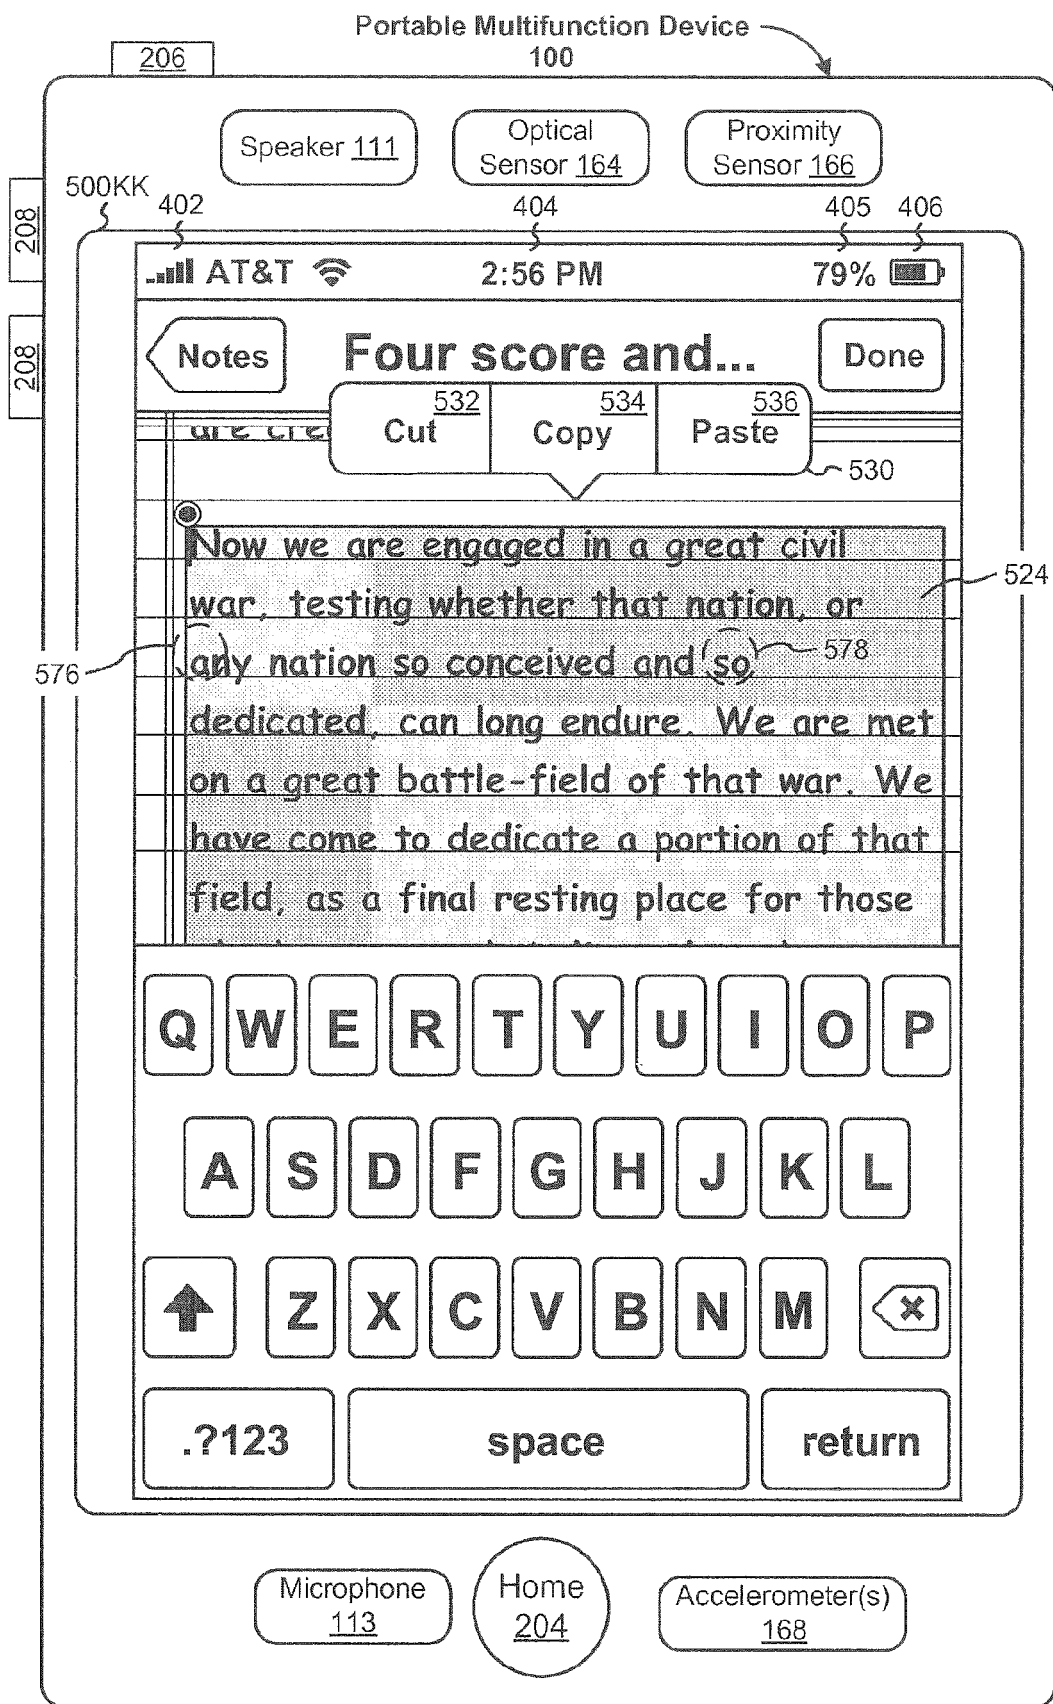 Portable Multifunction Device
100
206
Speaker 111
Optical
Sensor 164
Proximity
Sensor 166
208
500KK
402
404
405
406
AT&T
2:56 PM
79%
208
Notes
Four score and...
Done
532
534
536
Cut
Copy
Paste
530
are cre
Now we are engaged in a great civil
524
war, testing whether that nation, or
576
any nation so conceived and so
578
dedicated, can long endure. We are met
on a great battle-field of that war. We
have come to dedicate a portion of that
field, as a final resting place for those
Q W E R T Y U I O P
A S D F G H J K L
Z X C V B N M
.?123 space return
Microphone
113
Home
204
Accelerometer(s)
168